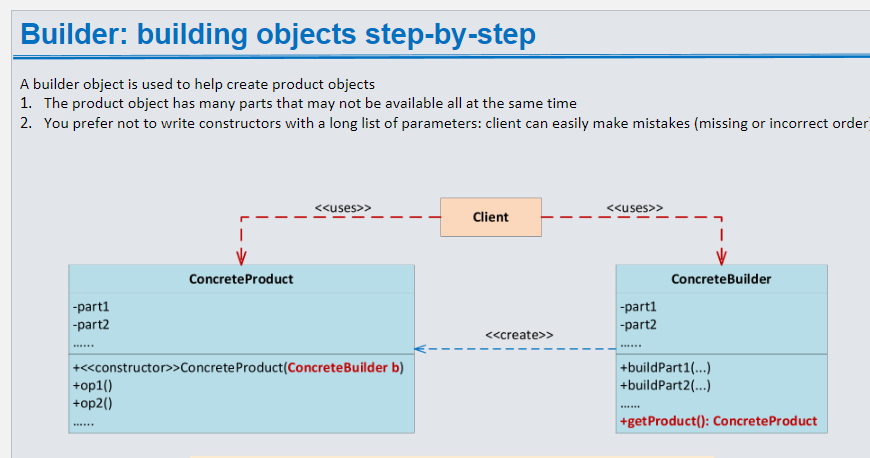 Builder: building objects step-by-step
A builder object is used to help create product objects
1. The product object has many parts that may not be available all at the same time
2. You prefer not to write constructors with a long list of parameters: client can easily make mistakes (missing or incorrect order)
<<uses>>
Client
<<uses>>
ConcreteProduct
-part1
-part2
......
+<<constructor>>ConcreteProduct(ConcreteBuilder b)
+op1()
+op2()
......
<<create>>
ConcreteBuilder
-part1
-part2
......
+buildPart1(...)
+buildPart2(...)
......
+getProduct(): ConcreteProduct